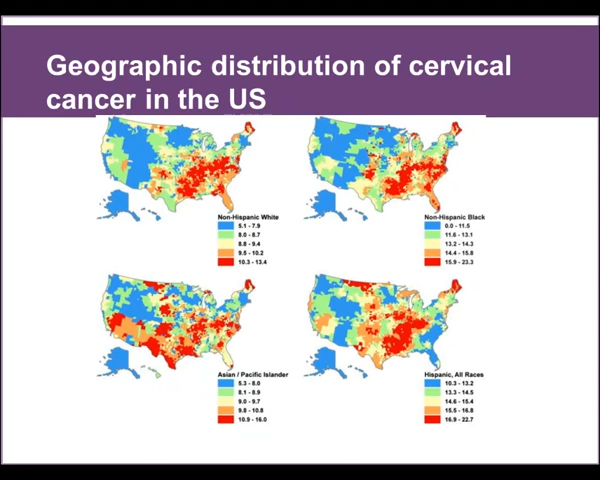 Geographic distribution of cervical
cancer in the US
Non-Hispanic White
5.1 - 7.9
8.0 - 8.7
8.8 - 9.4
9.5 - 10.2
10.3 - 13.4
Non-Hispanic Black
0.0 - 11.5
11.6 - 13.1
13.2 - 14.3
14.4 - 15.8
15.9 - 23.3
Asian / Pacific Islander
5.3 - 8.0
8.1 - 8.9
9.0 - 9.7
9.8 - 10.8
10.9 - 16.0
Hispanic, All Races
10.3 - 13.2
13.3 - 14.5
14.6 - 15.4
15.5 - 16.8
16.9 - 22.7